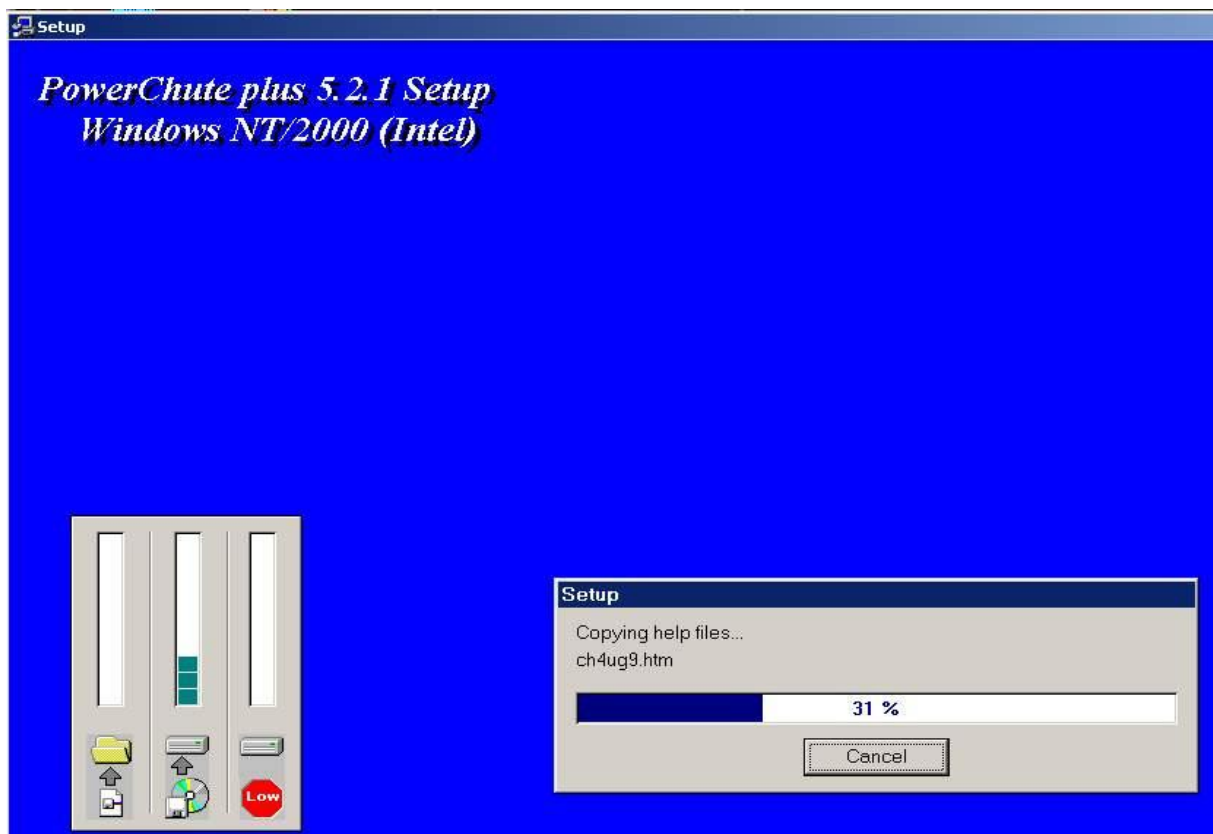 Setup
PowerChute plus 5.2.1 Setup
Windows NT/2000 (Intel)
Setup
Copying help files...
ch4ug9.htm
31 %
Cancel
Low